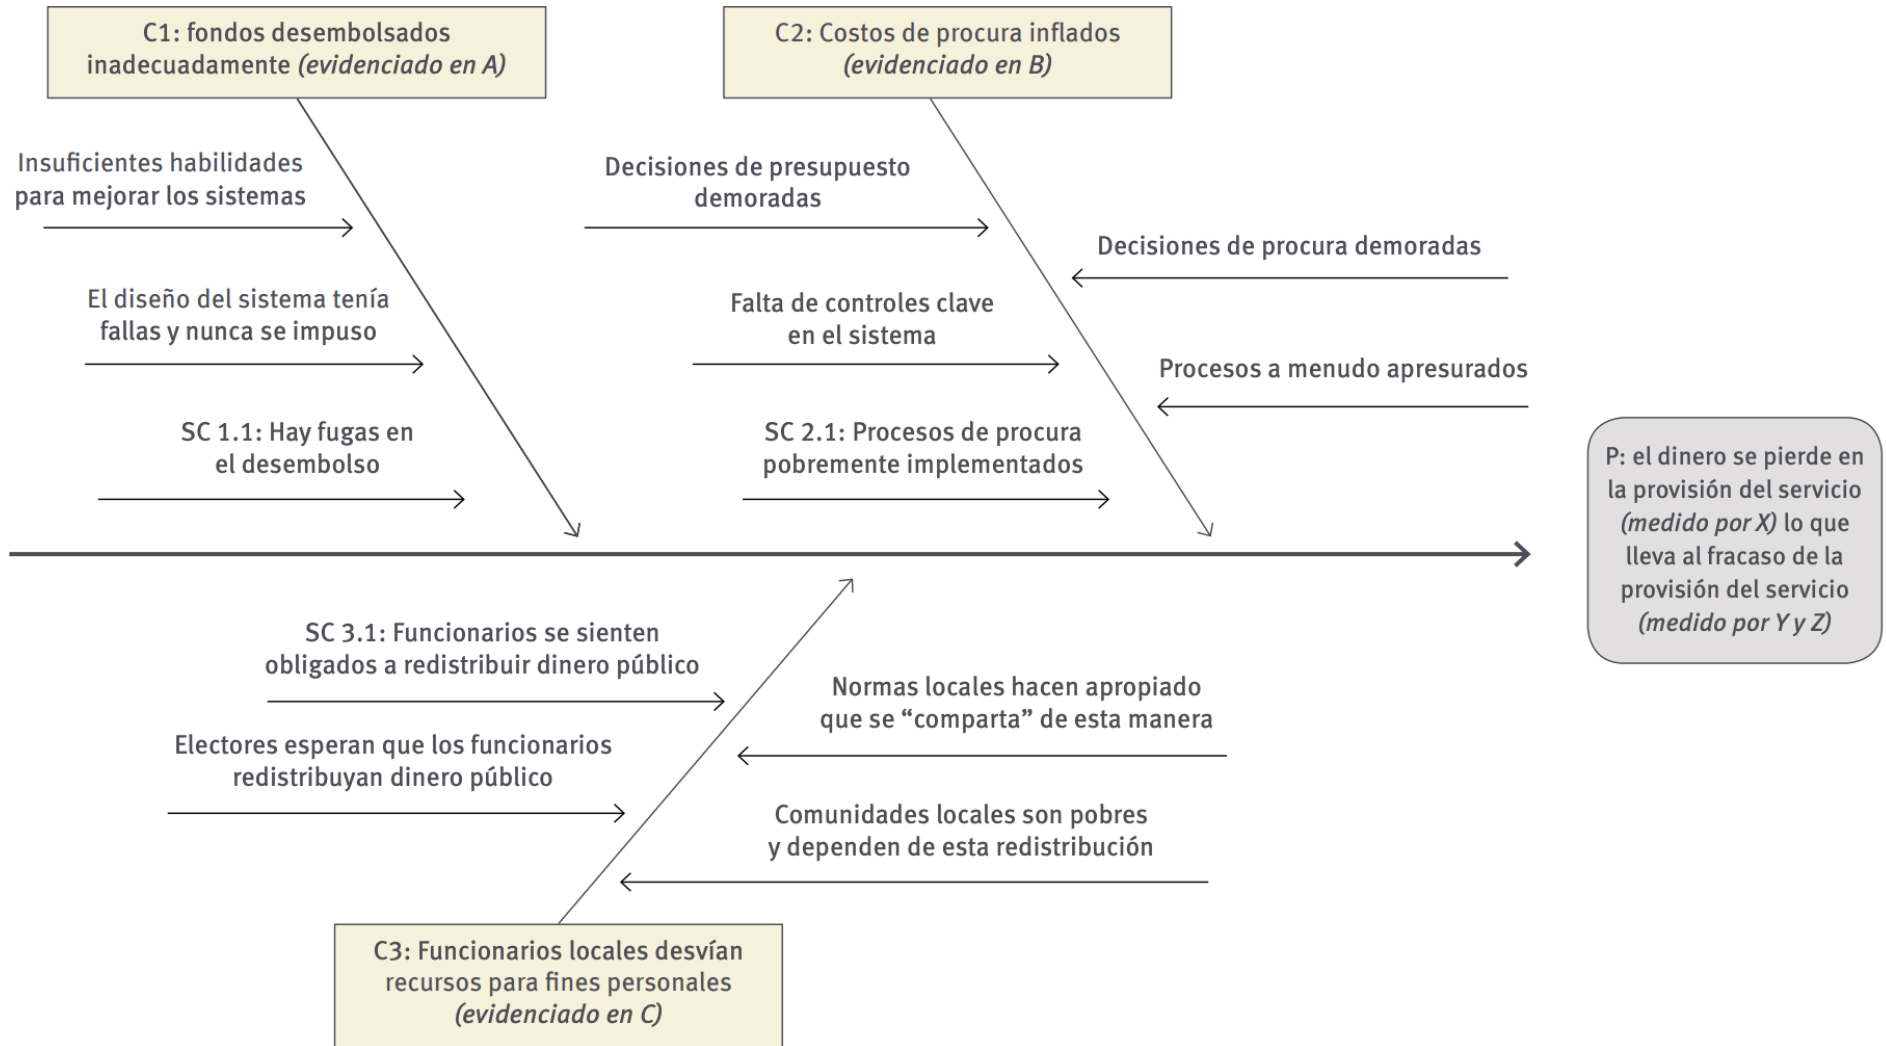 C1: fondos desembolsados
inadecuadamente (evidenciado en A)
C2: Costos de procura inflados
(evidenciado en B)
Insuficientes habilidades
para mejorar los sistemas
El diseño del sistema tenía
fallas y nunca se impuso
SC 1.1: Hay fugas en
el desembolso
Decisiones de presupuesto
demoradas
Decisiones de procura demoradas
Falta de controles clave
en el sistema
Procesos a menudo apresurados
SC 2.1: Procesos de procura
pobremente implementados
P: el dinero se pierde en
la provisión del servicio
(medido por X) lo que
lleva al fracaso de la
provisión del servicio
(medido por Y y Z)
SC 3.1: Funcionarios se sienten
obligados a redistribuir dinero público
Normas locales hacen apropiado
que se “comparta” de esta manera
Electores esperan que los funcionarios
redistribuyan dinero público
Comunidades locales son pobres
y dependen de esta redistribución
C3: Funcionarios locales desvían
recursos para fines personales
(evidenciado en C)